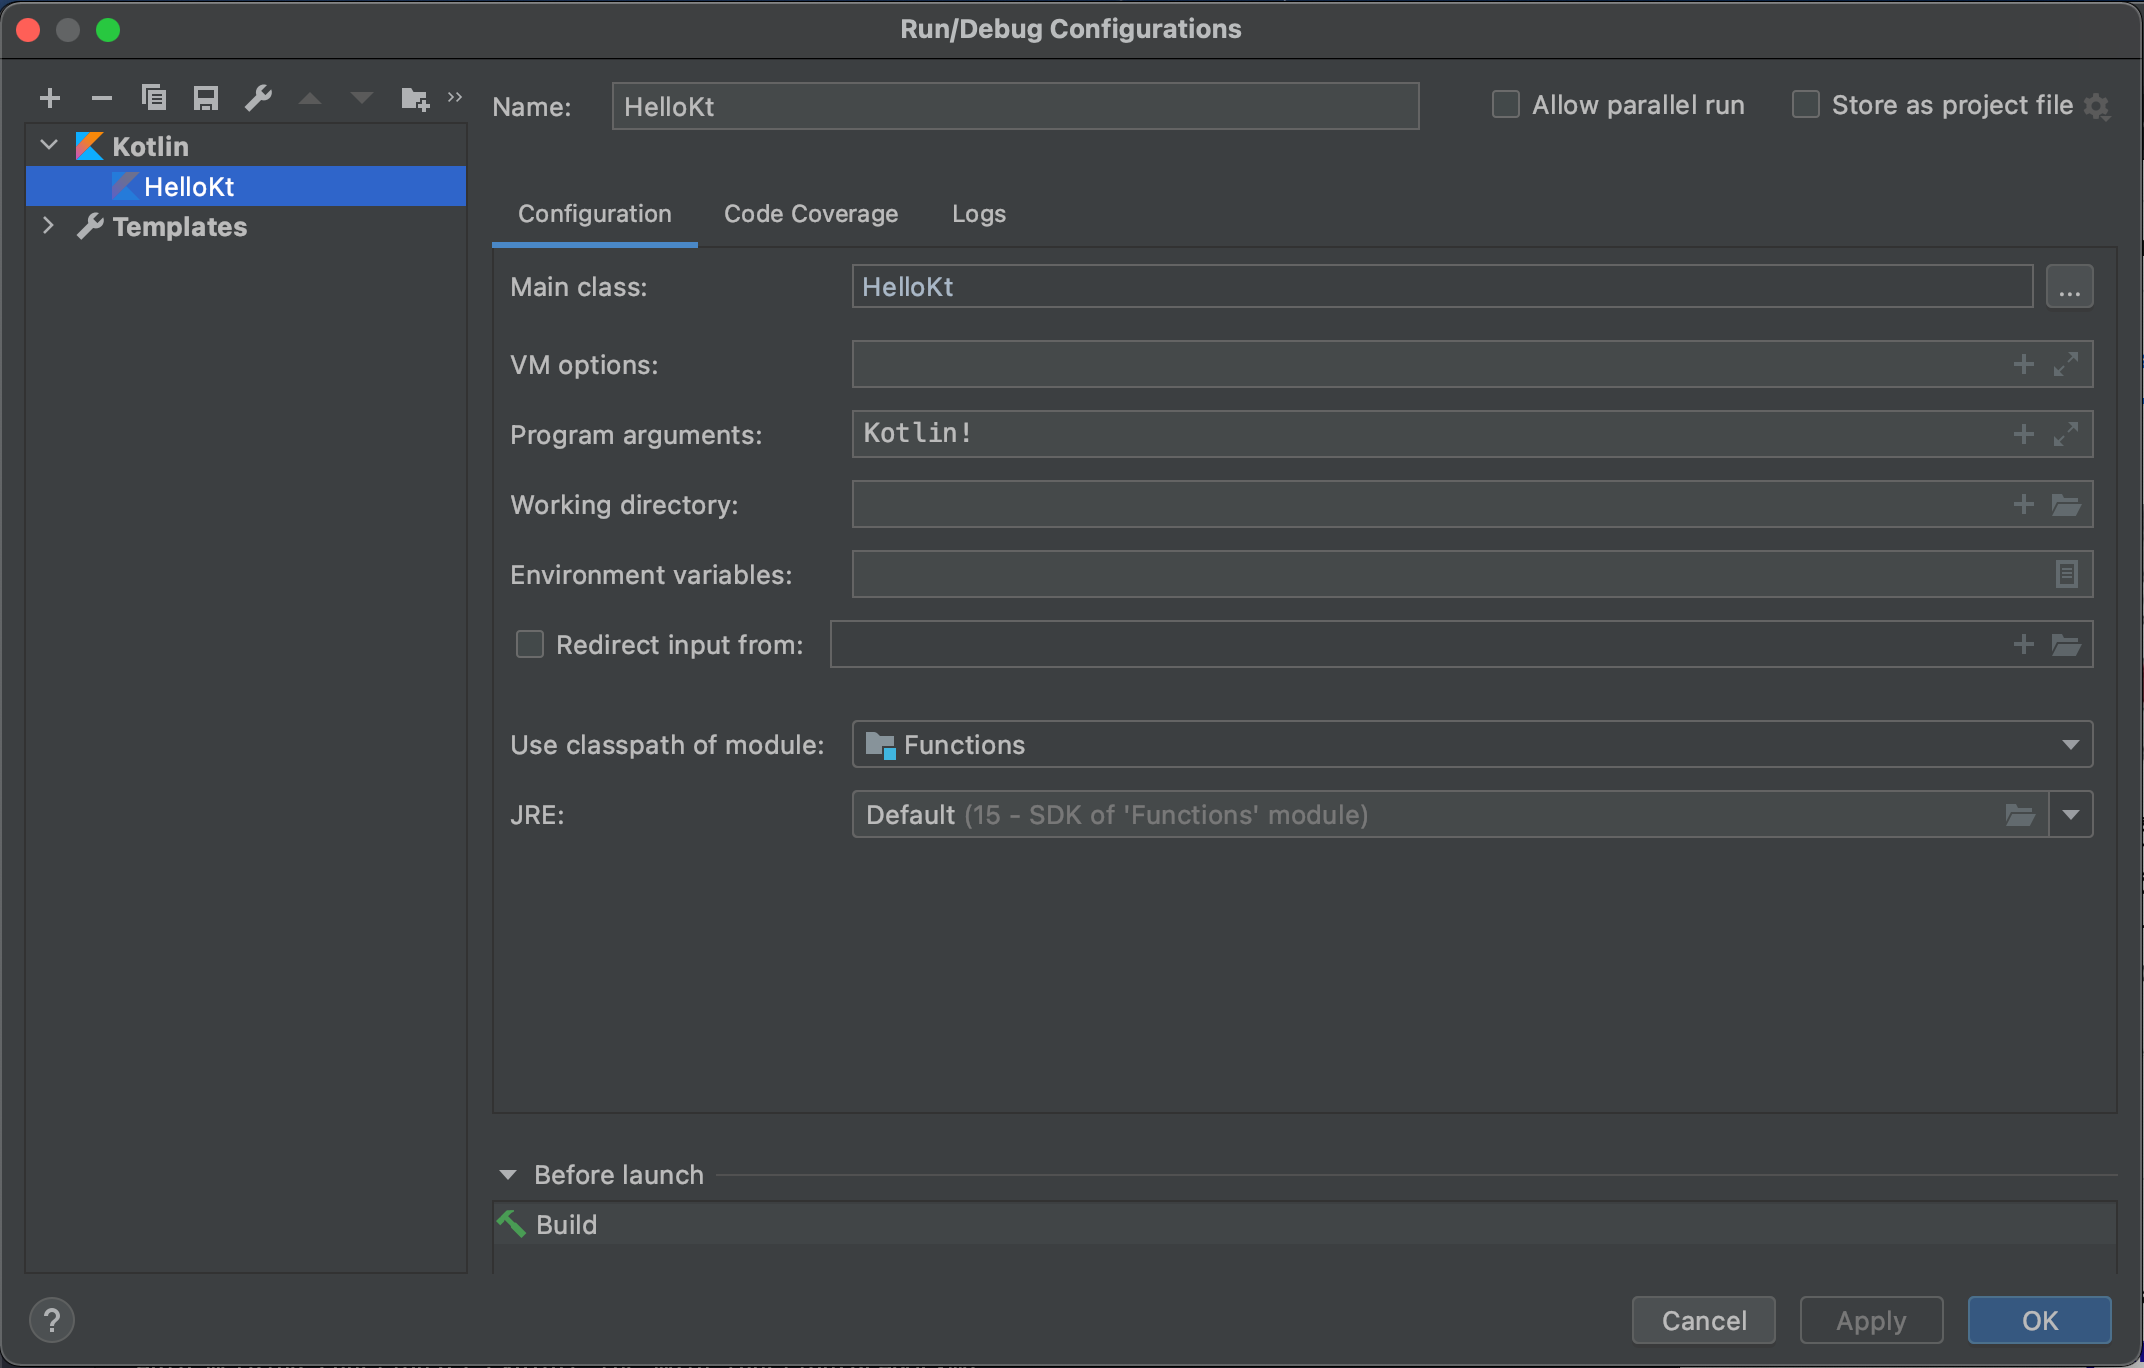 Run/Debug Configurations
Name: HelloKt
Allow parallel run
Store as project file
Kotlin
HelloKt
Templates
Configuration Code Coverage Logs
Main class: HelloKt ...
VM options:
Program arguments: Kotlin!
Working directory:
Environment variables:
Redirect input from:
Use classpath of module: Functions
JRE: Default (15 - SDK of 'Functions' module)
Before launch
Build
? Cancel Apply OK